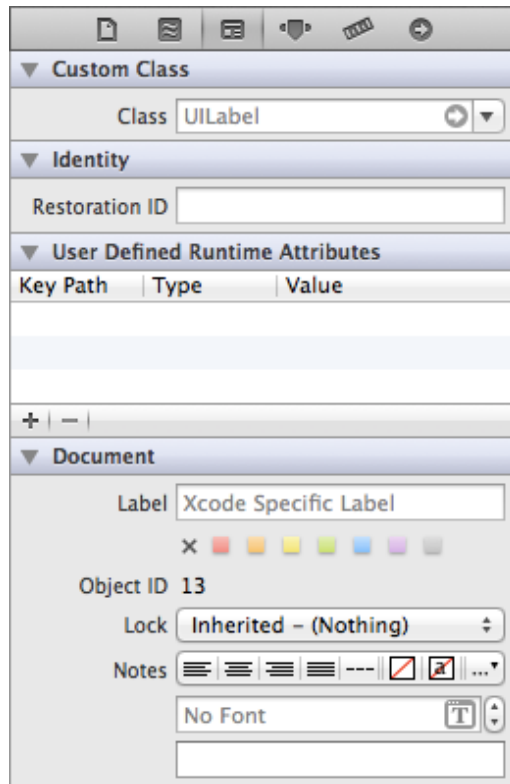 Custom Class
Class UILabel
Identity
Restoration ID
User Defined Runtime Attributes
Key Path Type Value
+ −
Document
Label Xcode Specific Label
×
Object ID 13
Lock Inherited - (Nothing)
Notes --- a ...
No Font T